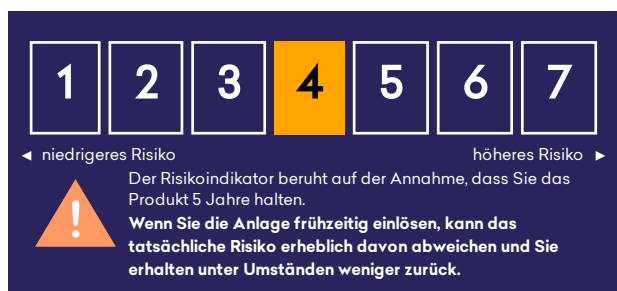 1 2 3 4 5 6 7
◄ niedrigeres Risiko höheres Risiko ►
Der Risikoindikator beruht auf der Annahme, dass Sie das
Produkt 5 Jahre halten.
Wenn Sie die Anlage frühzeitig einlösen, kann das
tatsächliche Risiko erheblich davon abweichen und Sie
erhalten unter Umständen weniger zurück.
!